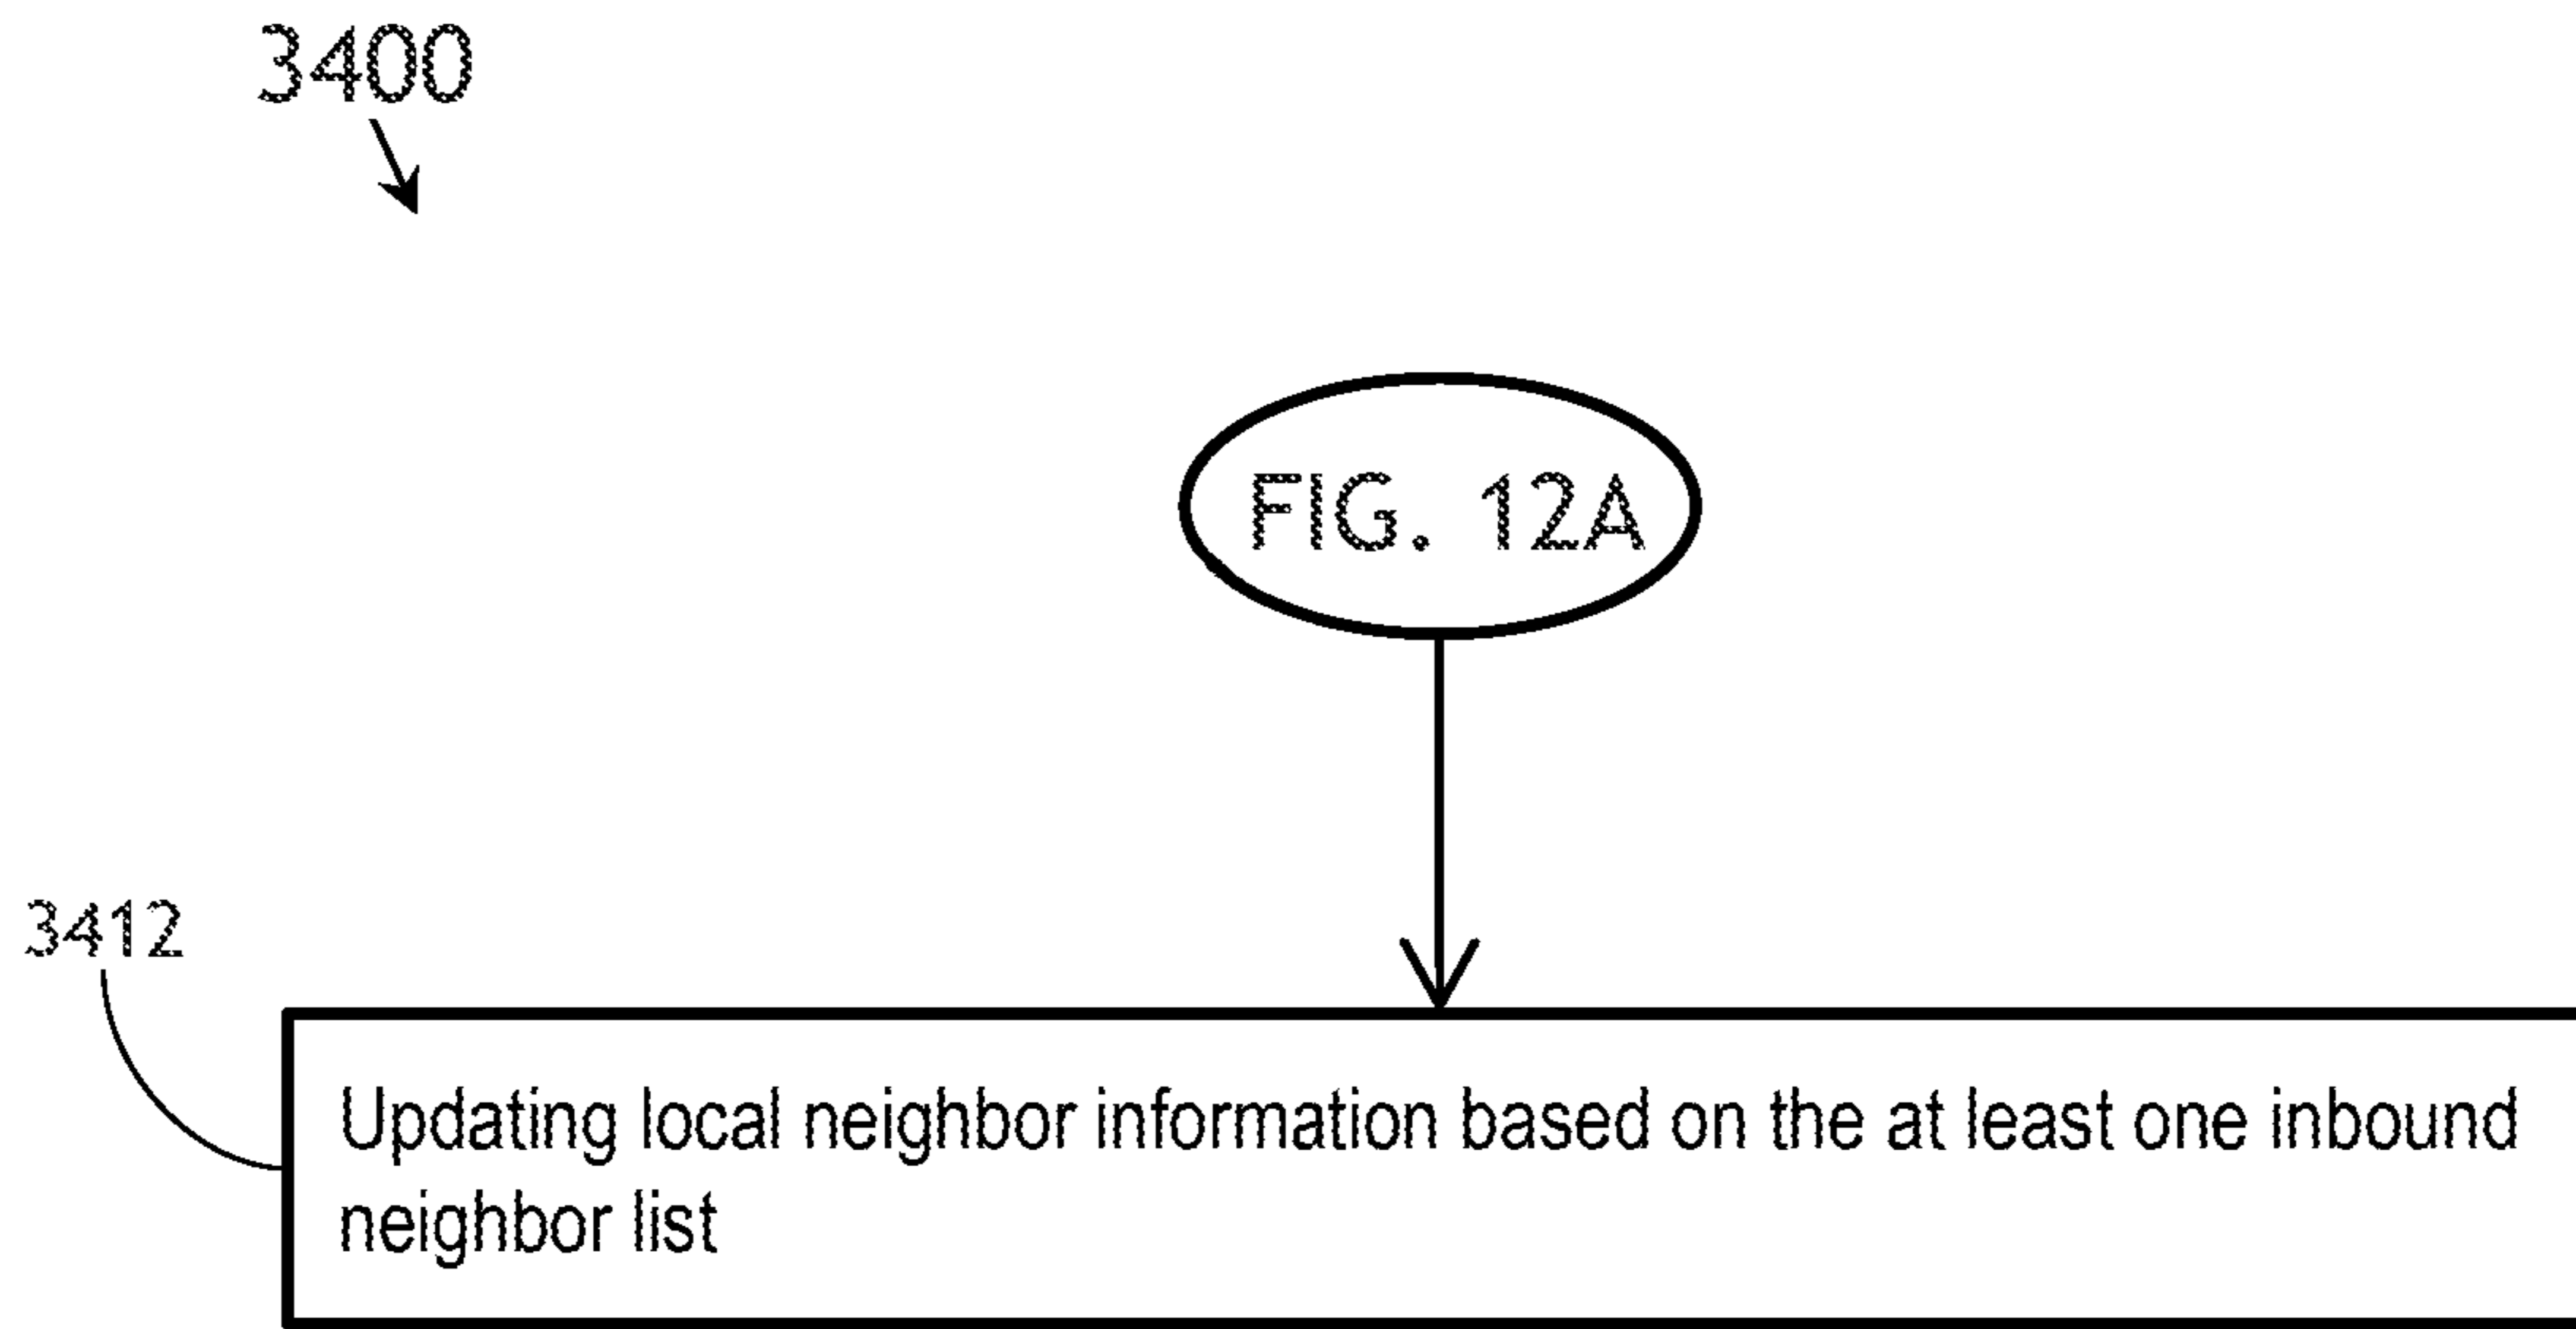 3400
FIG. 12A
3412
Updating local neighbor information based on the at least one inbound
neighbor list